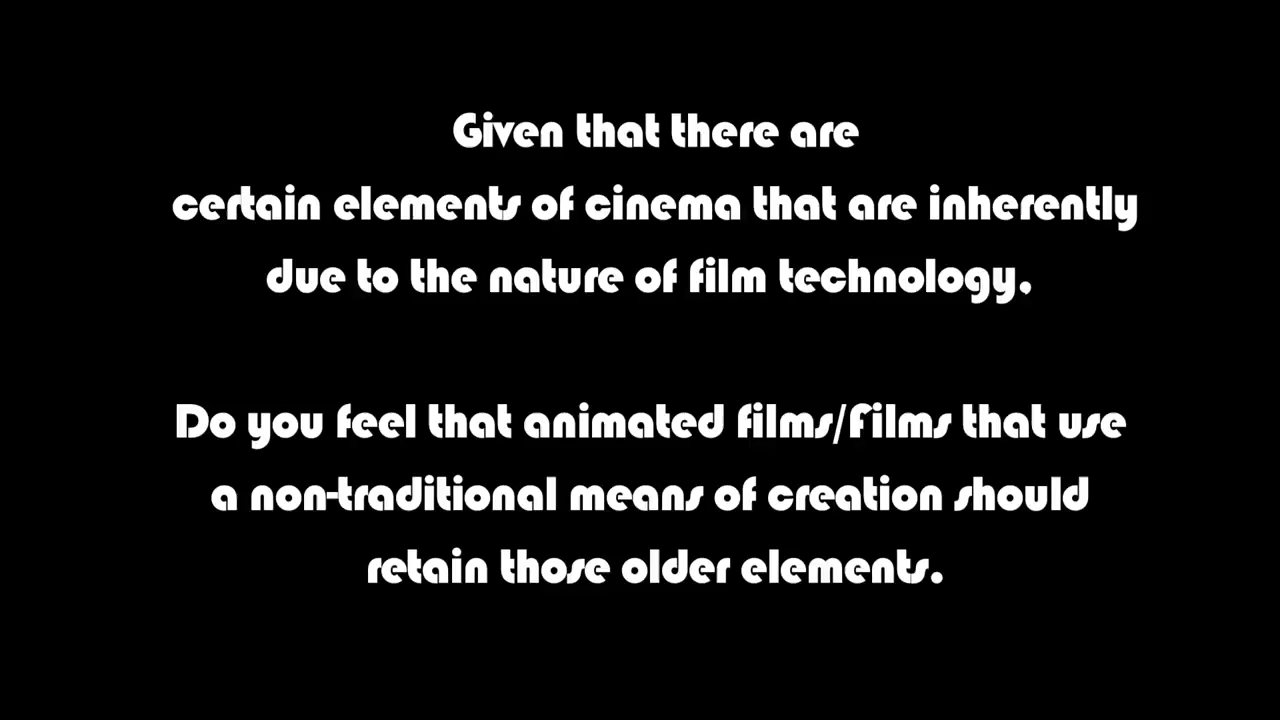 Given that there are
certain elements of cinema that are inherently
due to the nature of film technology,
Do you feel that animated films/Films that use
a non-traditional means of creation should
retain those older elements.